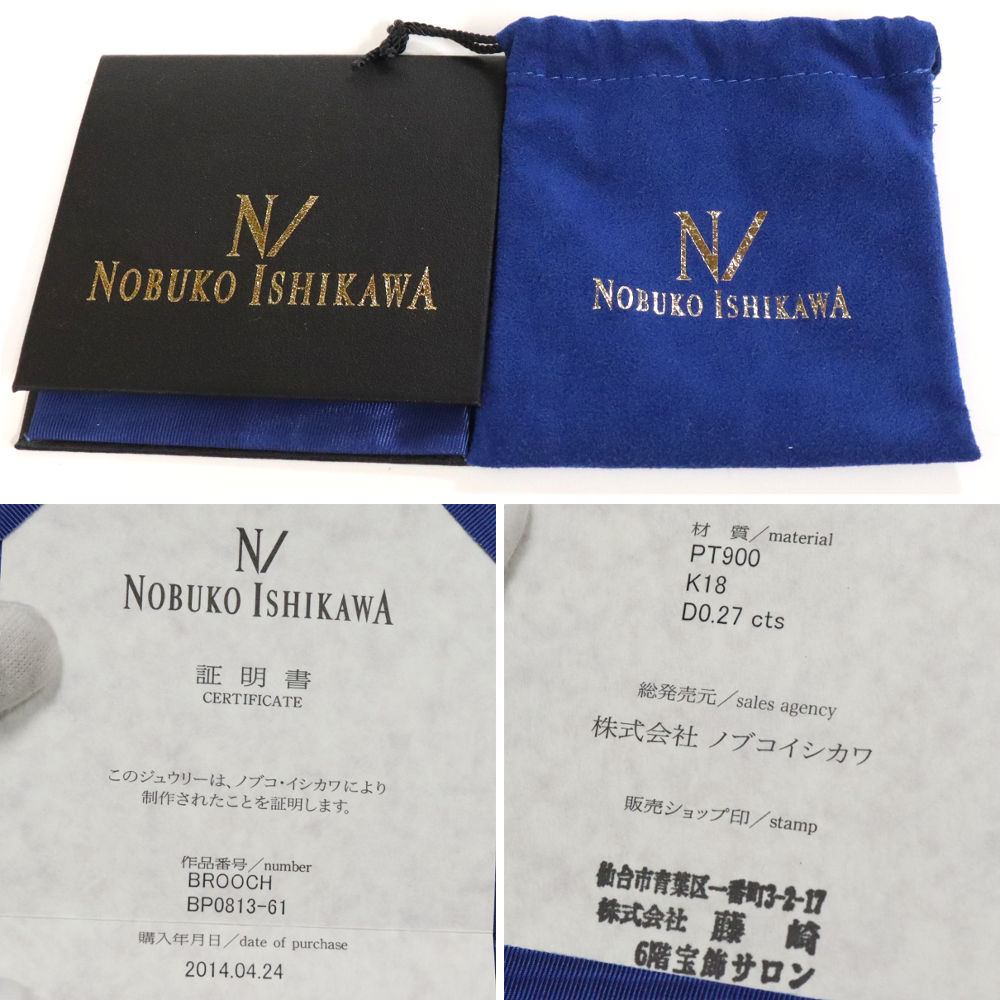 N/
NOBUKO ISHIKAWA
N/
NOBUKO ISHIKAWA
N/
NOBUKO ISHIKAWA
証明書
CERTIFICATE
このジュウリーは、ノブコ・イシカワにより
制作されたことを証明します。
作品番号/number
BROOCH
BP0813-61
購入年月日/date of purchase
2014.04.24
材 質/material
PT900
K18
D0.27 cts
総発売元/sales agency
株式会社 ノブコイシカワ
販売ショップ印/stamp
仙台市青葉区一番町3-2-17
株式会社 藤 崎
6階宝飾サロン